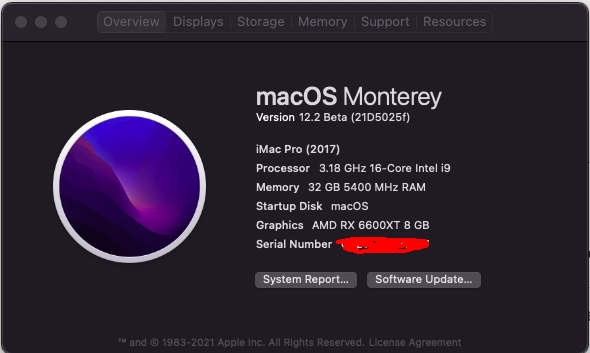 Overview Displays Storage Memory Support Resources
macOS Monterey
Version 12.2 Beta (21D5025f)
iMac Pro (2017)
Processor 3.18 GHz 16-Core Intel i9
Memory 32 GB 5400 MHz RAM
Startup Disk macOS
Graphics AMD RX 6600XT 8 GB
Serial Number
System Report... Software Update...
™ and © 1983-2021 Apple Inc. All Rights Reserved. License Agreement